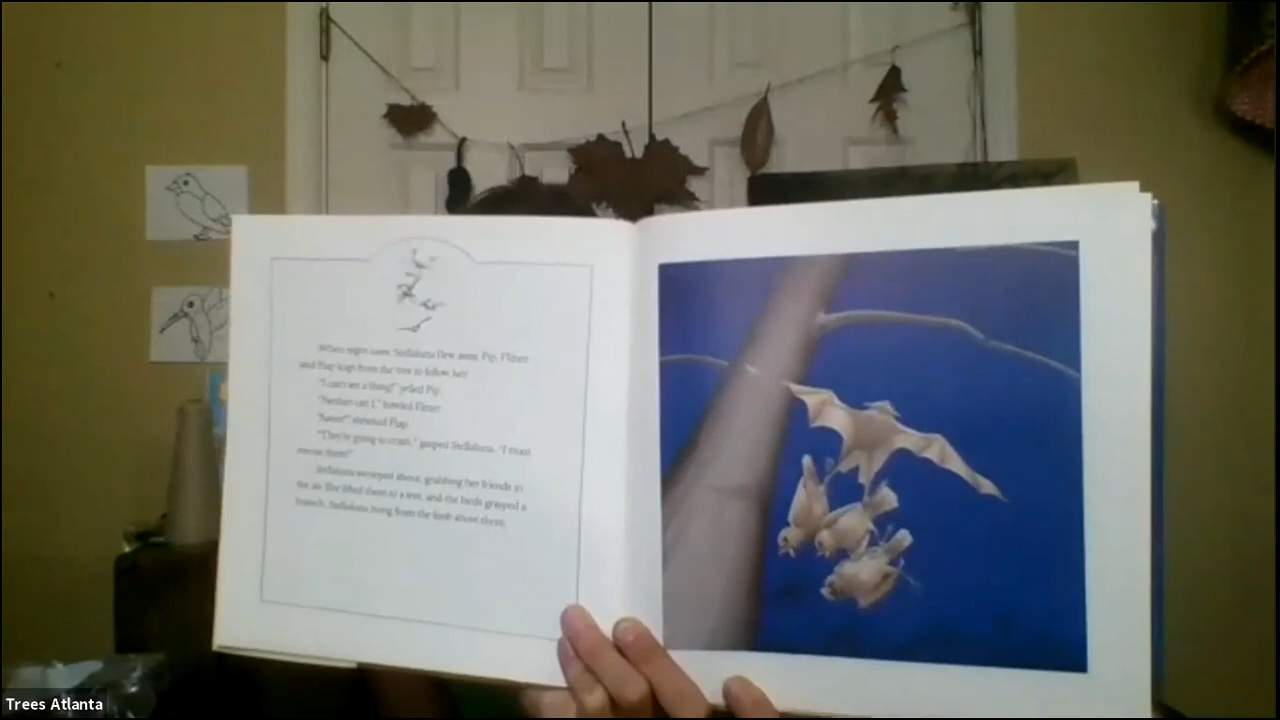 When night came Stellaluna flew away. Pip, Flitter
and Flap leapt from the tree to follow her.
"I can't see a thing!" yelled Pip.
"Neither can I," howled Flitter.
"Aaeee!" shrieked Flap.
"They're going to crash," gasped Stellaluna. "I must
rescue them!"
Stellaluna swooped about, grabbing her friends in
the air. She lifted them to a tree, and the birds grasped a
branch. Stellaluna hung from the limb above them.
Trees Atlanta